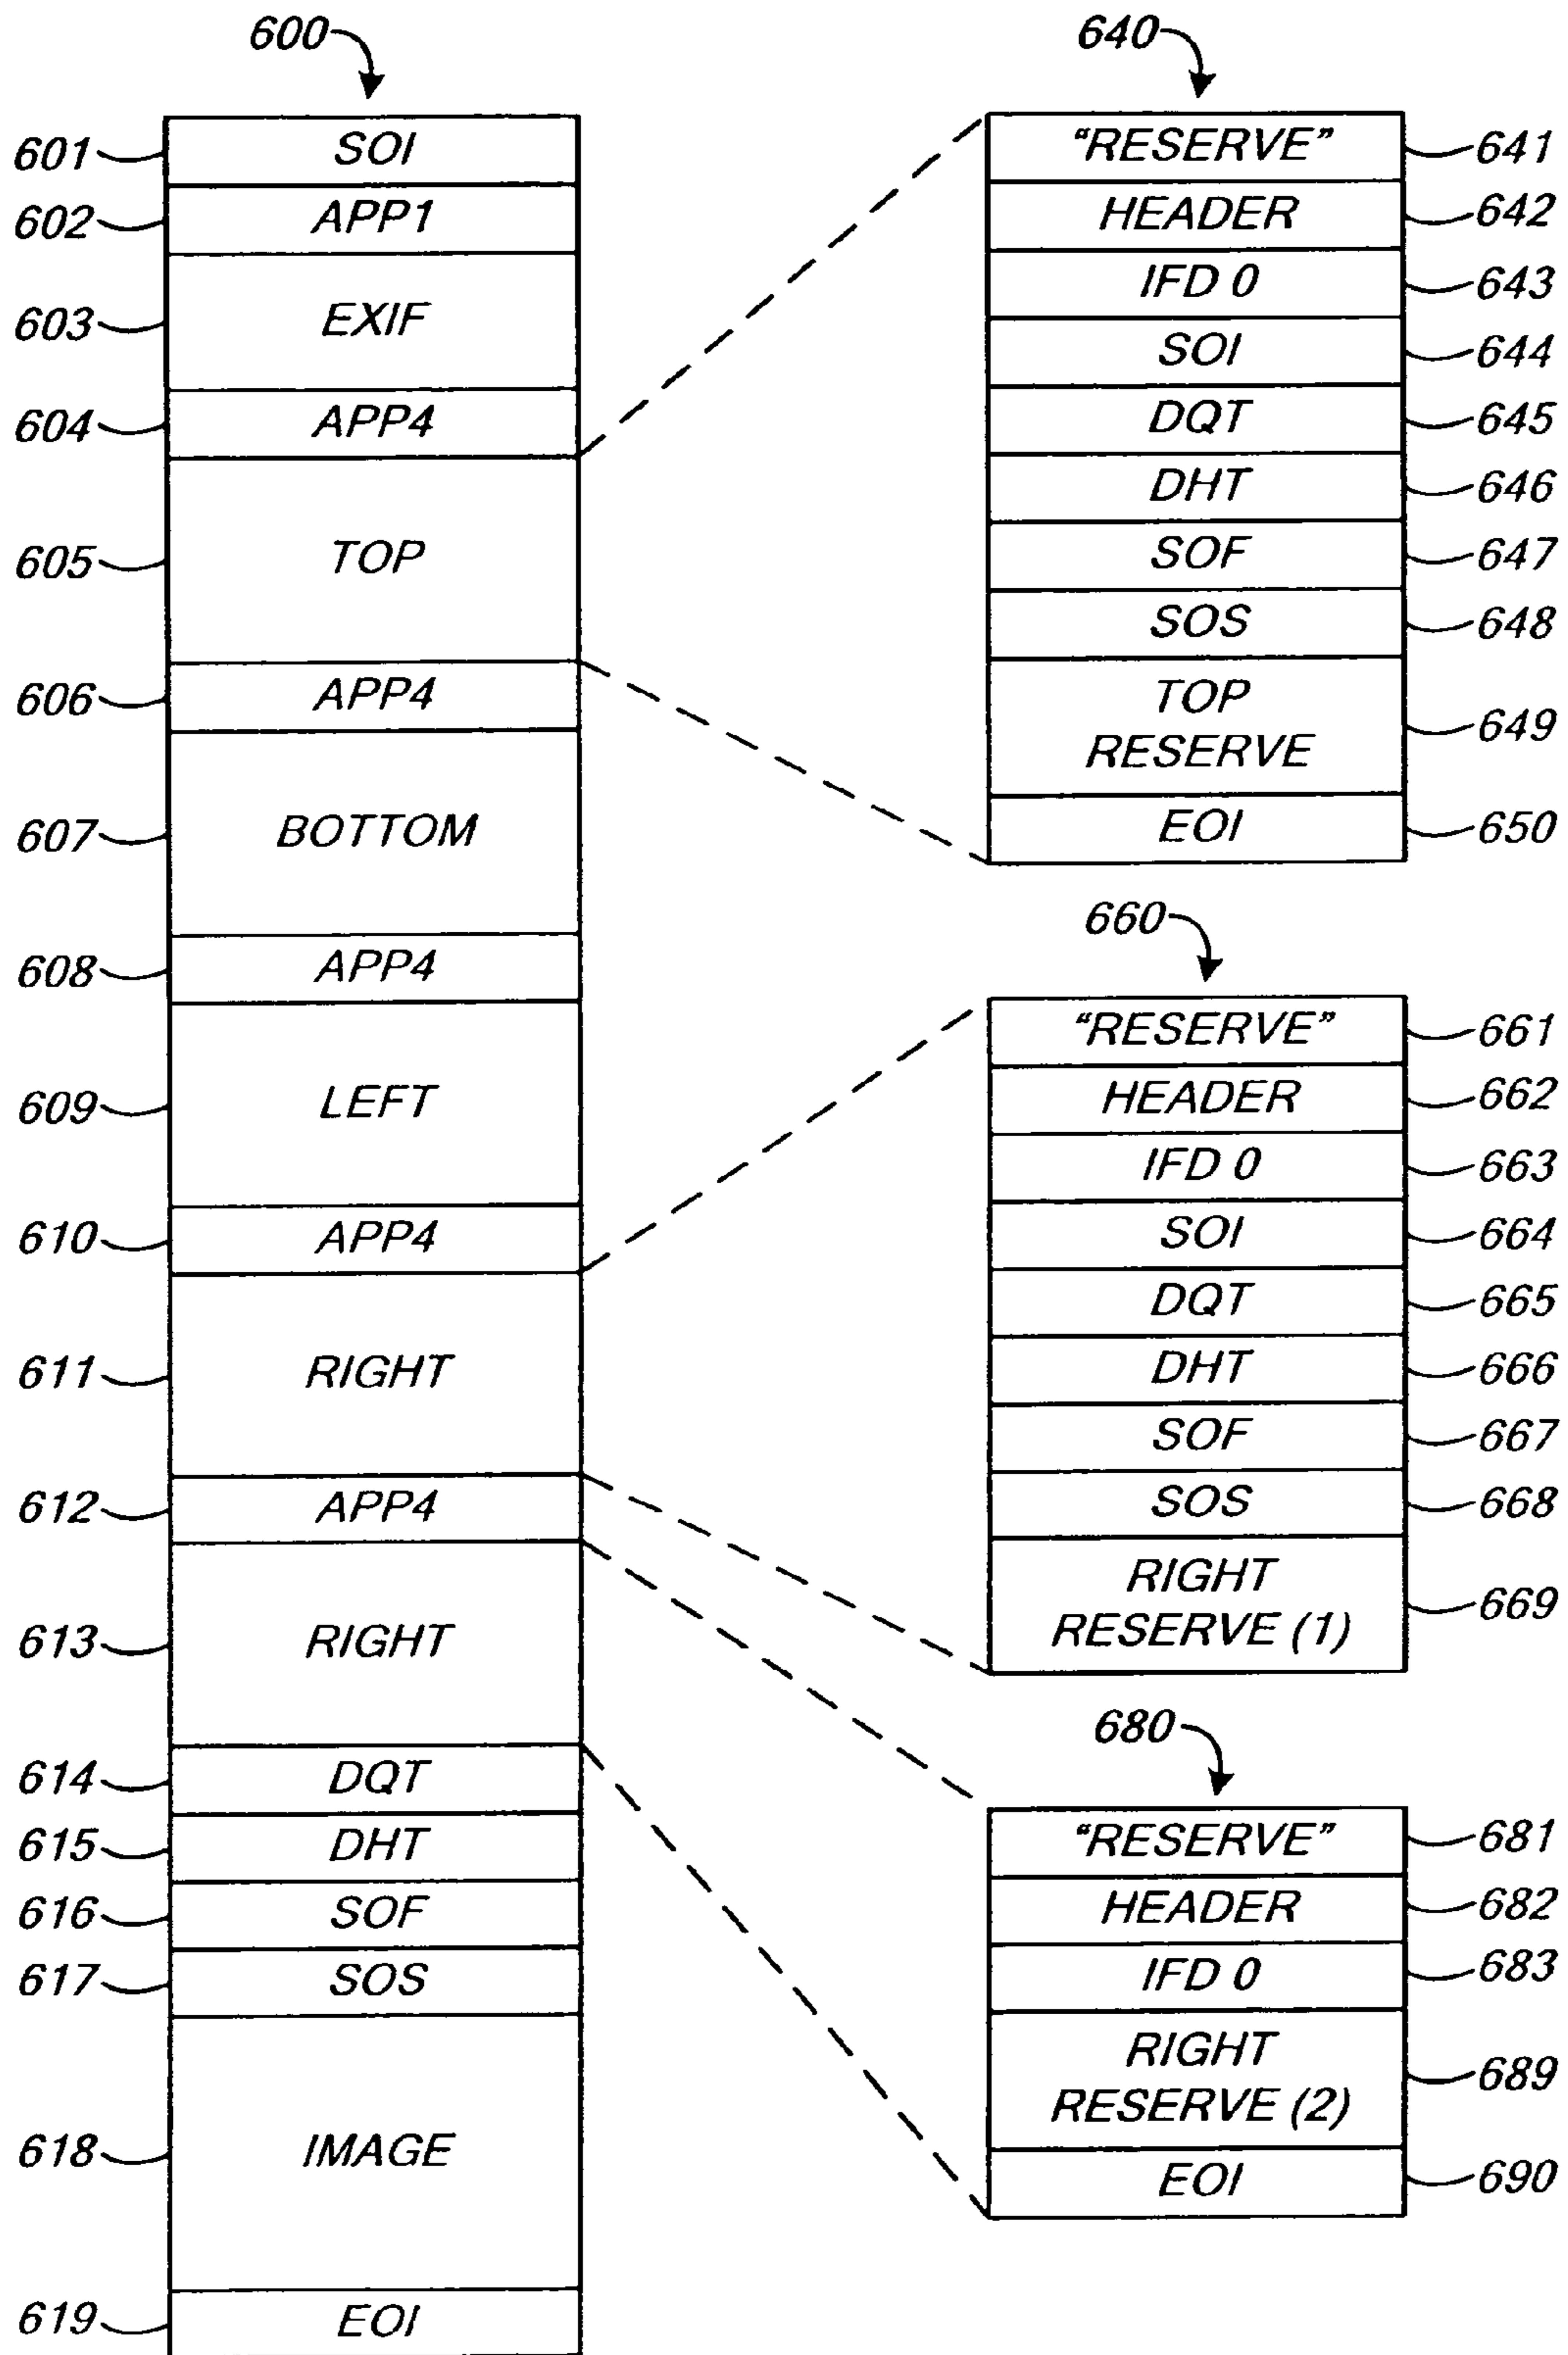 600
601 SOI
602 APP1
603 EXIF
604 APP4
605 TOP
606 APP4
607 BOTTOM
608 APP4
609 LEFT
610 APP4
611 RIGHT
612 APP4
613 RIGHT
614 DQT
615 DHT
616 SOF
617 SOS
618 IMAGE
619 EOI
640
"RESERVE" 641
HEADER 642
IFD 0 643
SOI 644
DQT 645
DHT 646
SOF 647
SOS 648
TOP
RESERVE 649
EOI 650
660
"RESERVE" 661
HEADER 662
IFD 0 663
SOI 664
DQT 665
DHT 666
SOF 667
SOS 668
RIGHT
RESERVE (1) 669
680
"RESERVE" 681
HEADER 682
IFD 0 683
RIGHT
RESERVE (2) 689
EOI 690